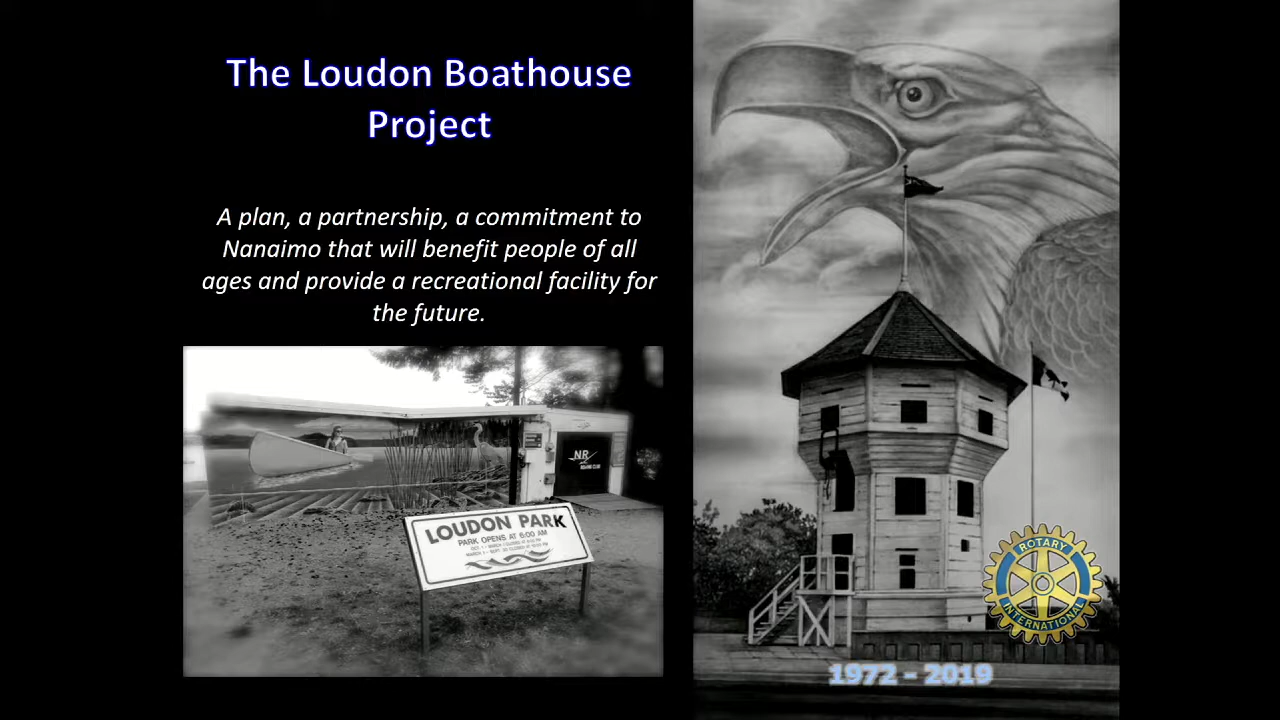 The Loudon Boathouse
Project
A plan, a partnership, a commitment to
Nanaimo that will benefit people of all
ages and provide a recreational facility for
the future.
NR
LOUDON PARK
PARK OPENS AT 6:00 AM
ROTARY
INTERNATIONAL
1972 - 2019